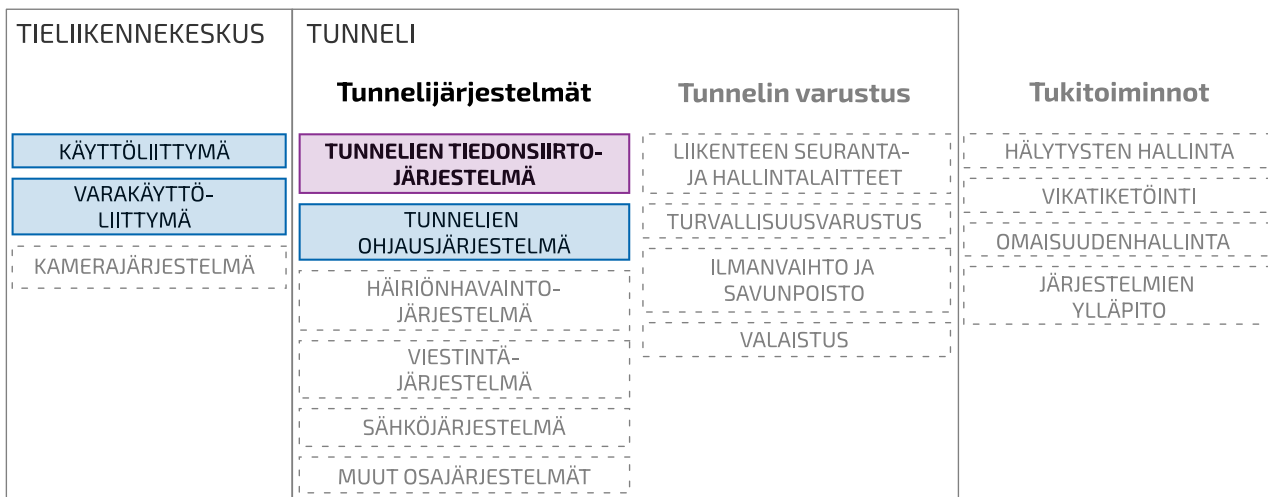 TIELIIKENNEKESKUS
KÄYTTÖLIITTYMÄ
VARAKÄYTTÖ-
LIITTYMÄ
KAMERAJÄRJESTELMÄ
TUNNELI
Tunnelijärjestelmät
TUNNELIEN TIEDONSIIRTO-
JÄRJESTELMÄ
TUNNELIEN
OHJAUSJÄRJESTELMÄ
HÄIRIÖNHAVAINTO-
JÄRJESTELMÄ
VIESTINTÄ-
JÄRJESTELMÄ
SÄHKÖJÄRJESTELMÄ
MUUT OSAJÄRJESTELMÄT
Tunnelin varustus
LIIKENTEEN SEURANTA-
JA HALLINTALAITTEET
TURVALLISUUSVARUSTUS
ILMANVAIHTO JA
SAVUNPOISTO
VALAISTUS
Tukitoiminnot
HÄLYTYSTEN HALLINTA
VIKATIKETÖINTI
OMAISUUDENHALLINTA
JÄRJESTELMIEN
YLLÄPITO